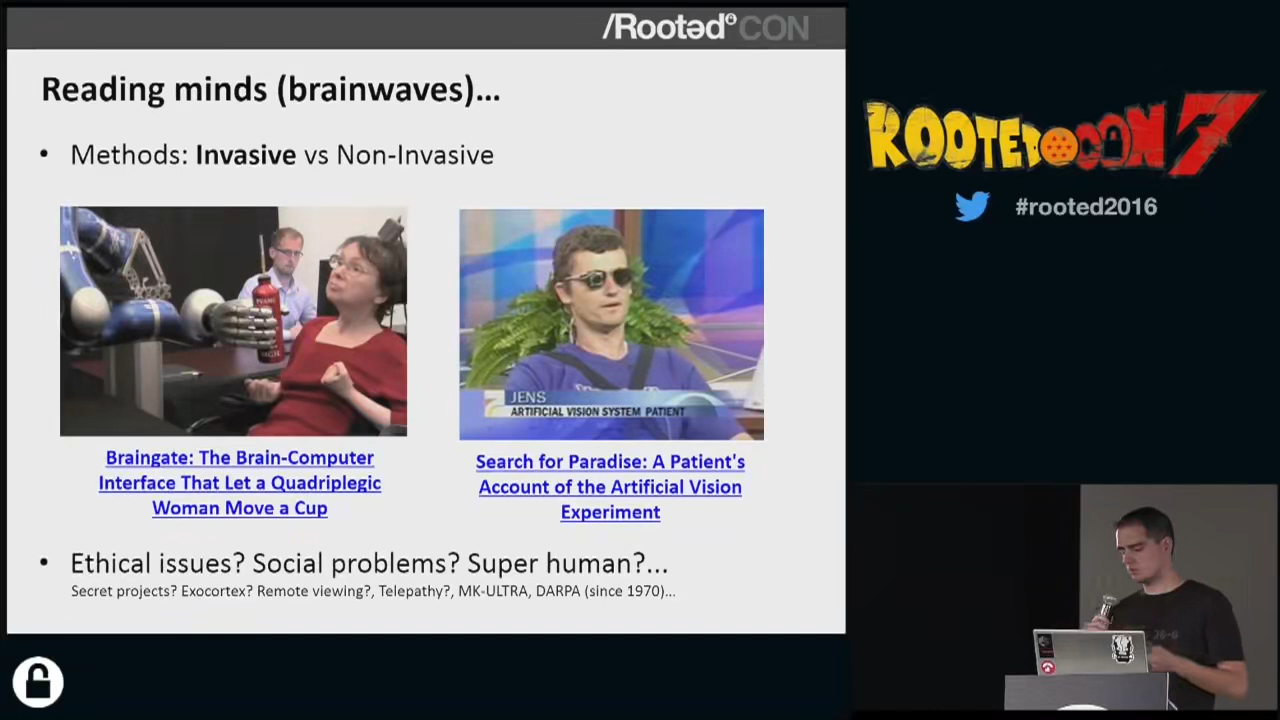 /Rootəd CON
Reading minds (brainwaves)...
• Methods: Invasive vs Non-Invasive
JENS
ARTIFICIAL VISION SYSTEM PATIENT
Braingate: The Brain-Computer
Interface That Let a Quadriplegic
Woman Move a Cup
Search for Paradise: A Patient's
Account of the Artificial Vision
Experiment
• Ethical issues? Social problems? Super human?...
Secret projects? Exocortex? Remote viewing?, Telepathy?, MK-ULTRA, DARPA (since 1970)...
ROOTEDCON 7
#rooted2016